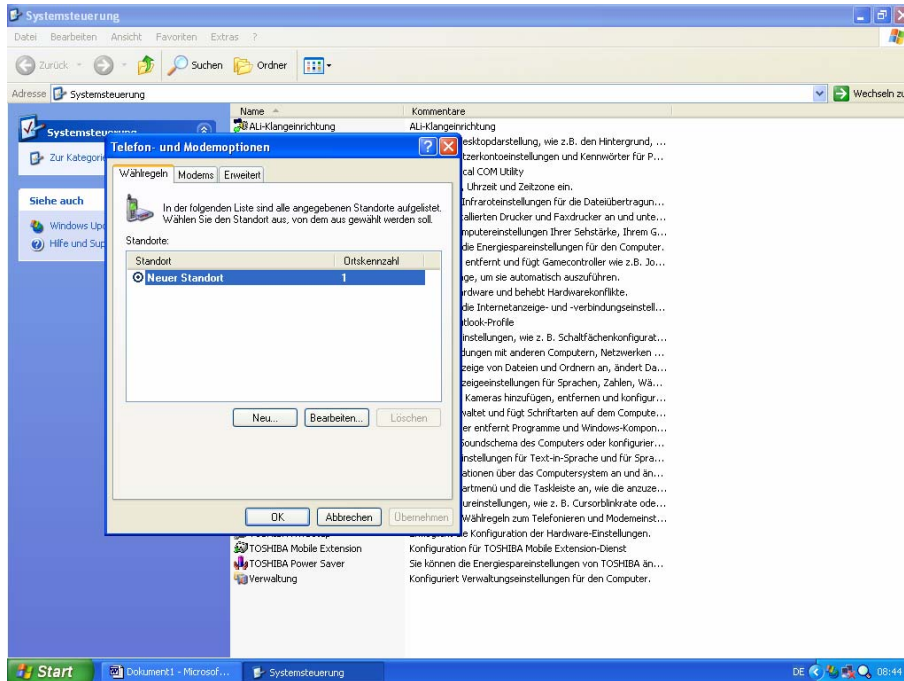 Systemsteuerung
Datei Bearbeiten Ansicht Favoriten Extras ?
Zurück Suchen Ordner
Adresse Systemsteuerung Wechseln zu
Name Kommentare
ALi-Klangeinrichtung ALi-Klangeinrichtung
Systemsteuerung
Zur Kategorie
Siehe auch
Windows Up
Hilfe und Sup
Telefon- und Modemoptionen
Wählregeln Modems Erweitert
In der folgenden Liste sind alle angegebenen Standorte aufgelistet.
Wählen Sie den Standort aus, von dem aus gewählt werden soll.
Standorte:
Standort Ortskennzahl
Neuer Standort 1
Neu... Bearbeiten... Löschen
OK Abbrechen Übernehmen
esktopdarstellung, wie z.B. den Hintergrund, ...
tzerkontoeinstellungen und Kennwörter für P...
cal COM Utility
, Uhrzeit und Zeitzone ein.
Infraroteinstellungen für die Dateiübertragun...
tallierten Drucker und Faxdrucker an und unte...
mputereinstellungen Ihrer Sehstärke, Ihrem G...
die Energiespareinstellungen für den Computer.
entfernt und fügt Gamecontroller wie z.B. Jo...
ge, um sie automatisch auszuführen.
rdware und behebt Hardwarekonflikte.
die Internetanzeige- und -verbindungseinstell...
tlook-Profile
instellungen, wie z. B. Schaltfächenkonfigurat...
dungen mit anderen Computern, Netzwerken ...
zeige von Dateien und Ordnern an, ändert Da...
zeigeeinstellungen für Sprachen, Zahlen, Wä...
Kameras hinzufügen, entfernen und konfigur...
waltet und fügt Schriftarten auf dem Compute...
er entfernt Programme und Windows-Kompon...
Soundschema des Computers oder konfigurier...
instellungen für Text-in-Sprache und für Spra...
ationen über das Computersystem an und än...
artmenü und die Taskleiste an, wie die anzuze...
ureinstellungen, wie z. B. Cursorblinkrate ode...
Wählregeln zum Telefonieren und Modemeinst...
die Konfiguration der Hardware-Einstellungen.
TOSHIBA Mobile Extension Konfiguration für TOSHIBA Mobile Extension-Dienst
TOSHIBA Power Saver Sie können die Energiespareinstellungen von TOSHIBA än...
Verwaltung Konfiguriert Verwaltungseinstellungen für den Computer.
Start Dokument1 - Microsof... Systemsteuerung DE 08:44